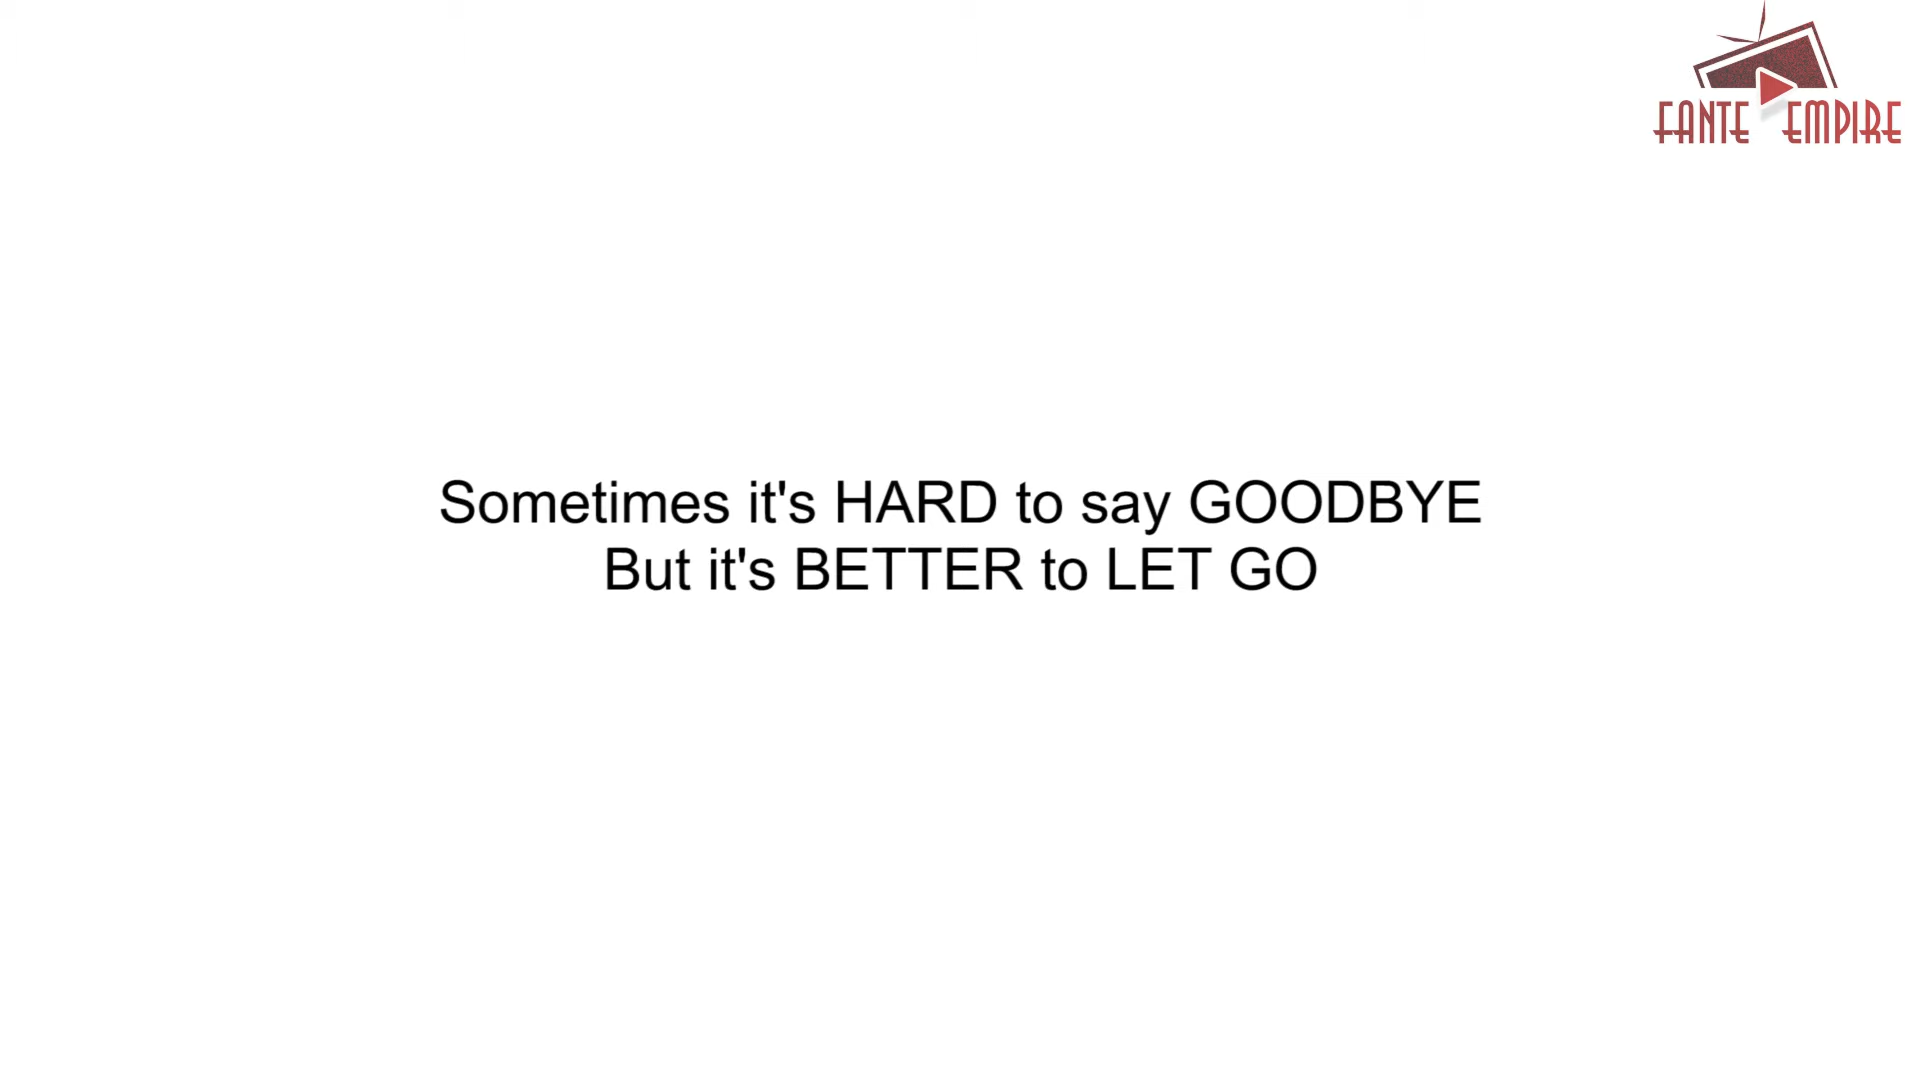 FANTE EMPIRE
Sometimes it's HARD to say GOODBYE
But it's BETTER to LET GO